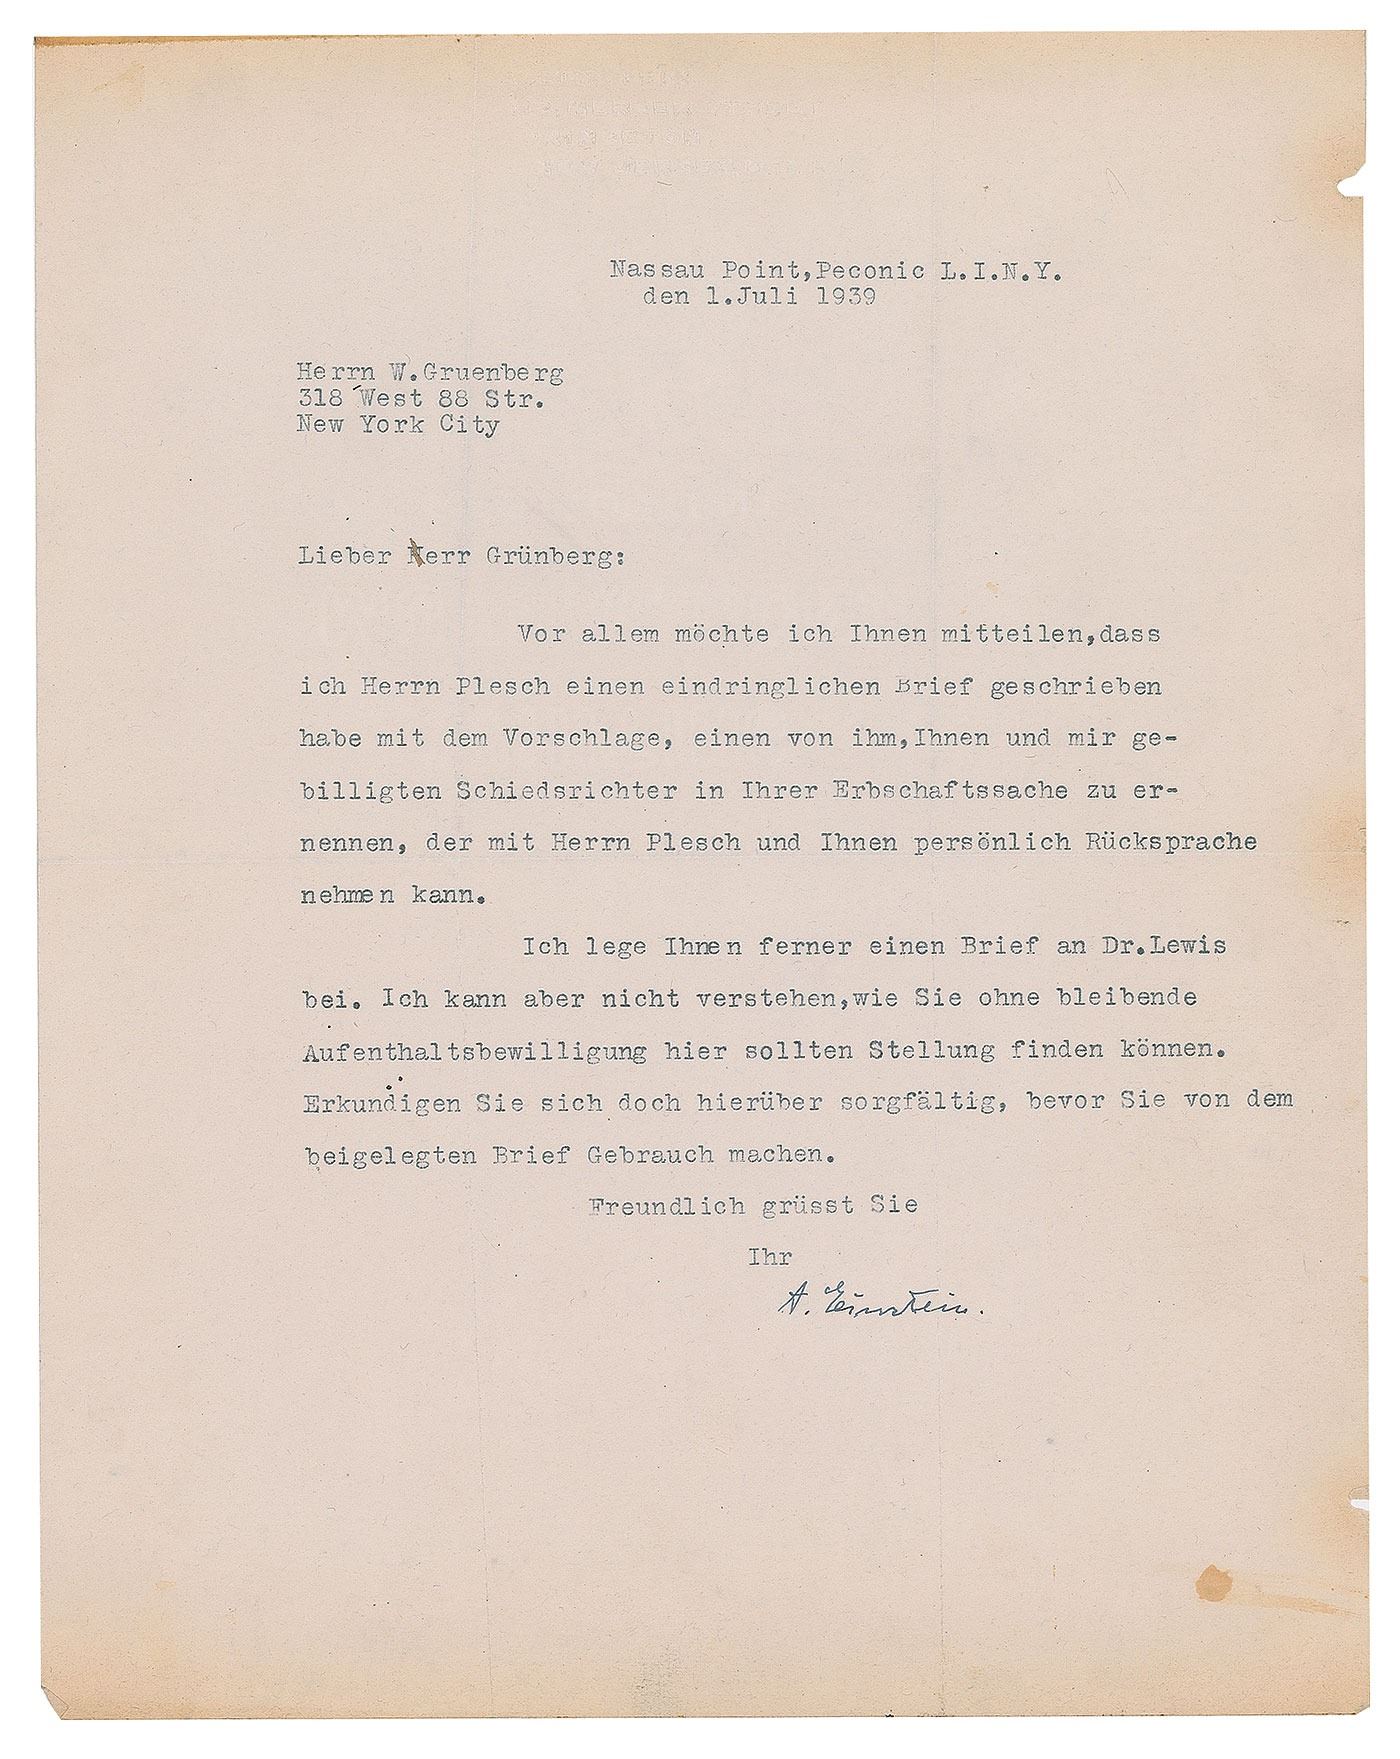 Nassau Point,Peconic L.I.N.Y.
den 1.Juli 1939
Herrn W.Gruenberg
318 West 88 Str.
New York City
Lieber Herr Grünberg:
Vor allem möchte ich Ihnen mitteilen,dass
ich Herrn Plesch einen eindringlichen Brief geschrieben
habe mit dem Vorschlage, einen von ihm,Ihnen und mir ge-
billigten Schiedsrichter in Ihrer Erbschaftssache zu er-
nennen, der mit Herrn Plesch und Ihnen persönlich Rücksprache
nehmen kann.
Ich lege Ihnen ferner einen Brief an Dr.Lewis
bei. Ich kann aber nicht verstehen,wie Sie ohne bleibende
Aufenthaltsbewilligung hier sollten Stellung finden können.
Erkundigen Sie sich doch hierüber sorgfältig, bevor Sie von dem
beigelegten Brief Gebrauch machen.
Freundlich grüsst Sie
Ihr
A. Einstein.